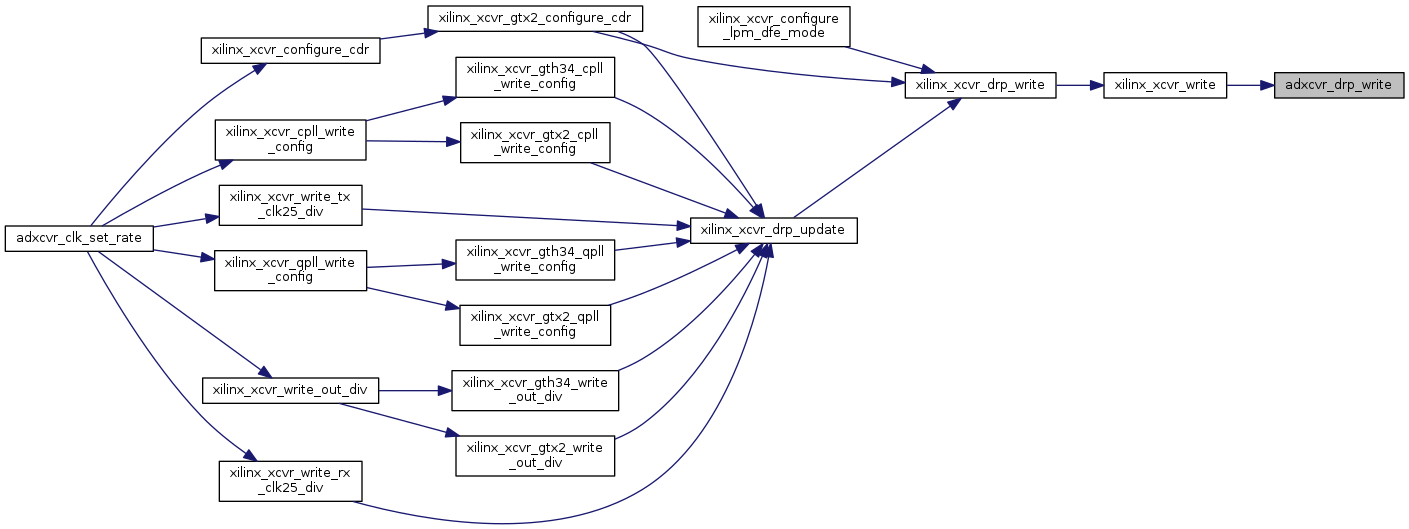 xilinx_xcvr_gtx2_configure_cdr
xilinx_xcvr_configure
_lpm_dfe_mode
xilinx_xcvr_configure_cdr
xilinx_xcvr_gth34_cpll
_write_config
xilinx_xcvr_drp_write
xilinx_xcvr_write
adxcvr_drp_write
xilinx_xcvr_cpll_write
_config
xilinx_xcvr_gtx2_cpll
_write_config
xilinx_xcvr_write_tx
_clk25_div
adxcvr_clk_set_rate
xilinx_xcvr_drp_update
xilinx_xcvr_qpll_write
_config
xilinx_xcvr_gth34_qpll
_write_config
xilinx_xcvr_gtx2_qpll
_write_config
xilinx_xcvr_write_out_div
xilinx_xcvr_gth34_write
_out_div
xilinx_xcvr_gtx2_write
_out_div
xilinx_xcvr_write_rx
_clk25_div